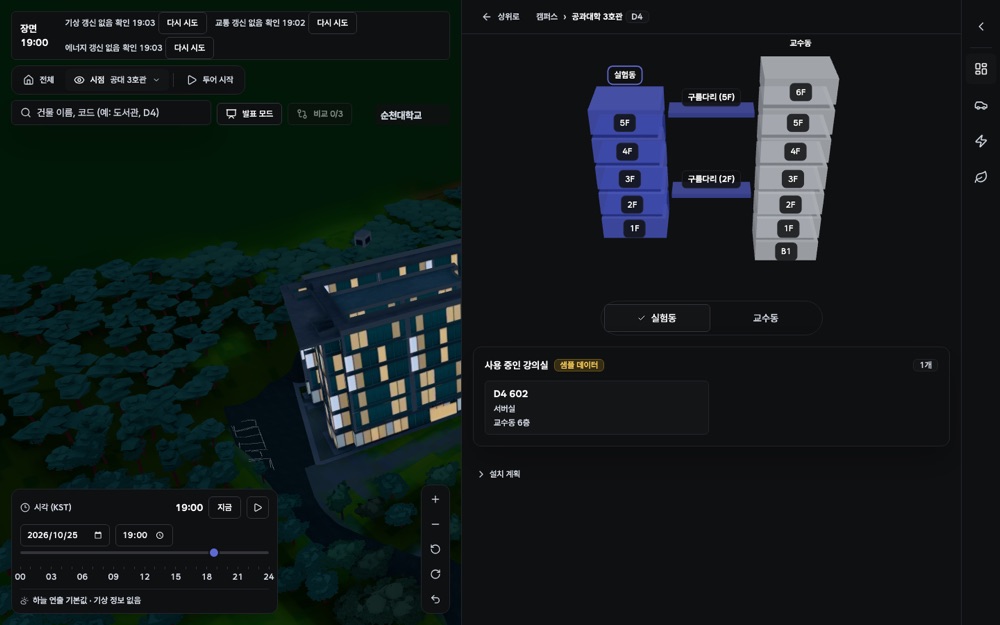 장면
19:00
기상 갱신 없음 확인 19:03 다시 시도 교통 갱신 없음 확인 19:02 다시 시도
에너지 갱신 없음 확인 19:03 다시 시도
전체 시점 공대 3호관 투어 시작
건물 이름, 코드 (예: 도서관, D4) 발표 모드 비교 0/3 순천대학교
시각 (KST) 19:00 지금
2026/10/25 19:00
00 03 06 09 12 15 18 21 24
하늘 연출 기본값 · 기상 정보 없음
상위로 캠퍼스 › 공과대학 3호관 D4
교수동
실험동
구름다리 (5F)
구름다리 (2F)
5F
4F
3F
2F
1F
6F
5F
4F
3F
2F
1F
B1
실험동 교수동
사용 중인 강의실 샘플 데이터 1개
D4 602
서버실
교수동 6층
설치 계획